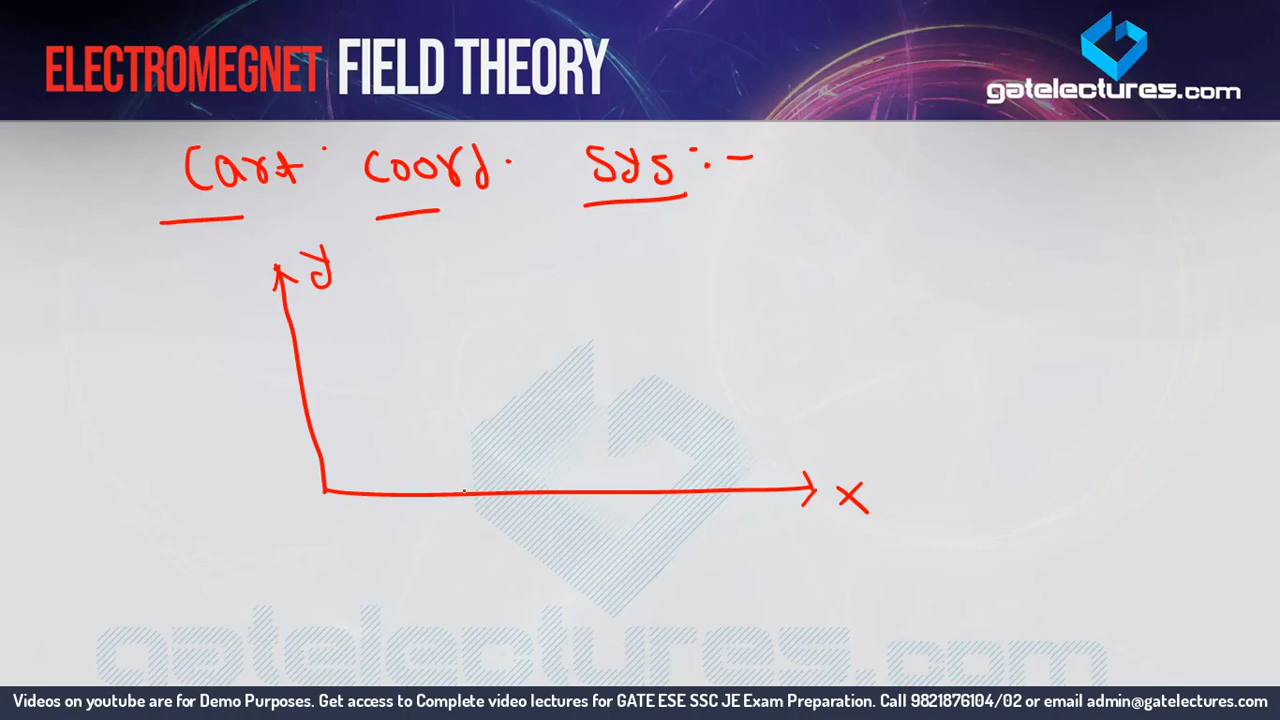 ELECTROMEGNET FIELD THEORY
gatelectures.com
Cart. Coord. Sys:-
y
x
gatelectures.com
Videos on youtube are for Demo Purposes. Get access to Complete video lectures for GATE ESE SSC JE Exam Preparation. Call 9821876104/02 or email admin@gatelectures.com